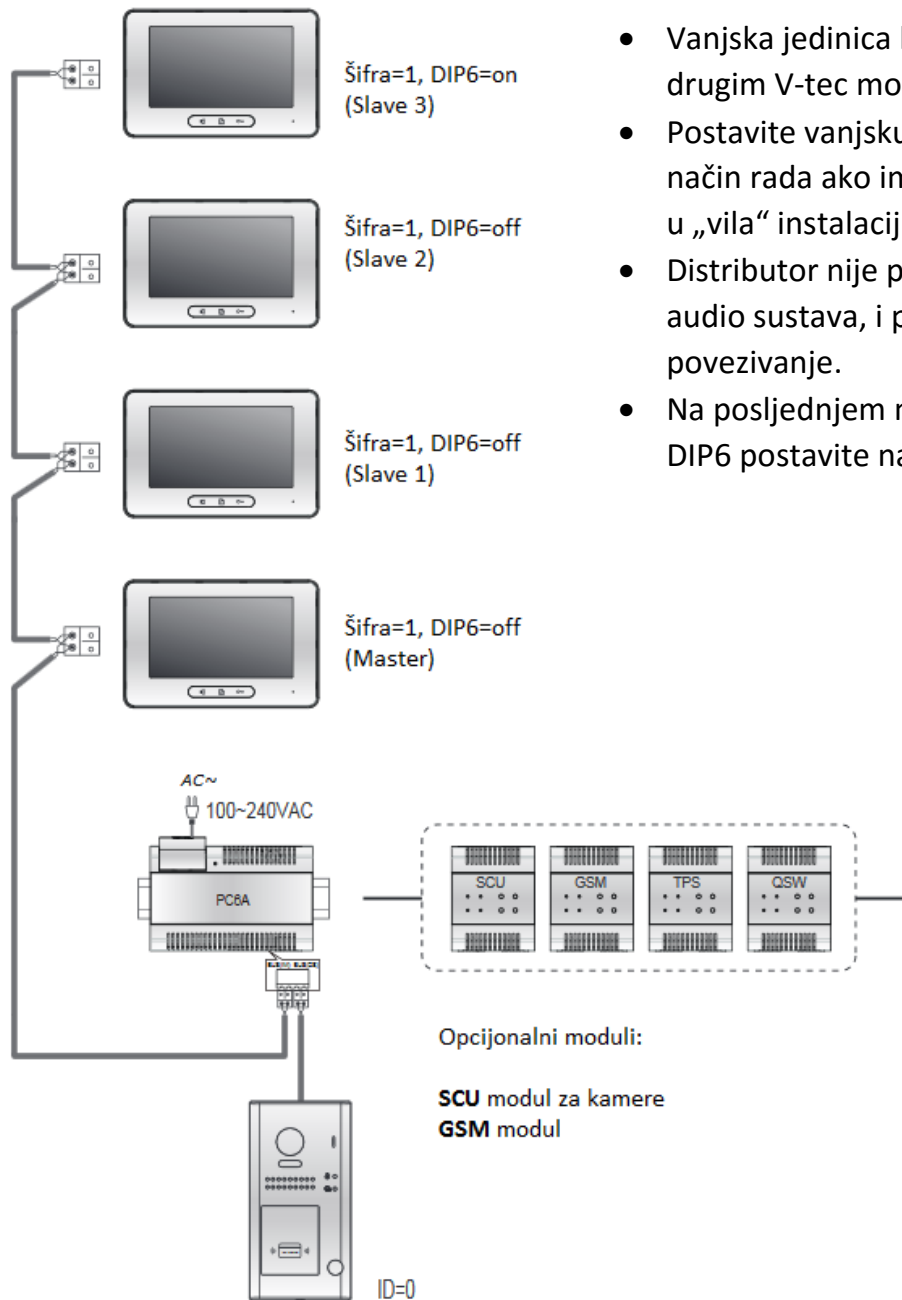 Šifra=1, DIP6=on
(Slave 3)
Šifra=1, DIP6=off
(Slave 2)
Šifra=1, DIP6=off
(Slave 1)
Šifra=1, DIP6=off
(Master)
• Vanjska jedinica
drugim V-tec mo
• Postavite vanjsku
način rada ako im
u „vila“ instalacij
• Distributor nije p
audio sustava, i p
povezivanje.
• Na posljednjem
DIP6 postavite na
AC~
100~240VAC
PC6A
SCU GSM TPS QSW
Opcijonalni moduli:
SCU modul za kamere
GSM modul
ID=0